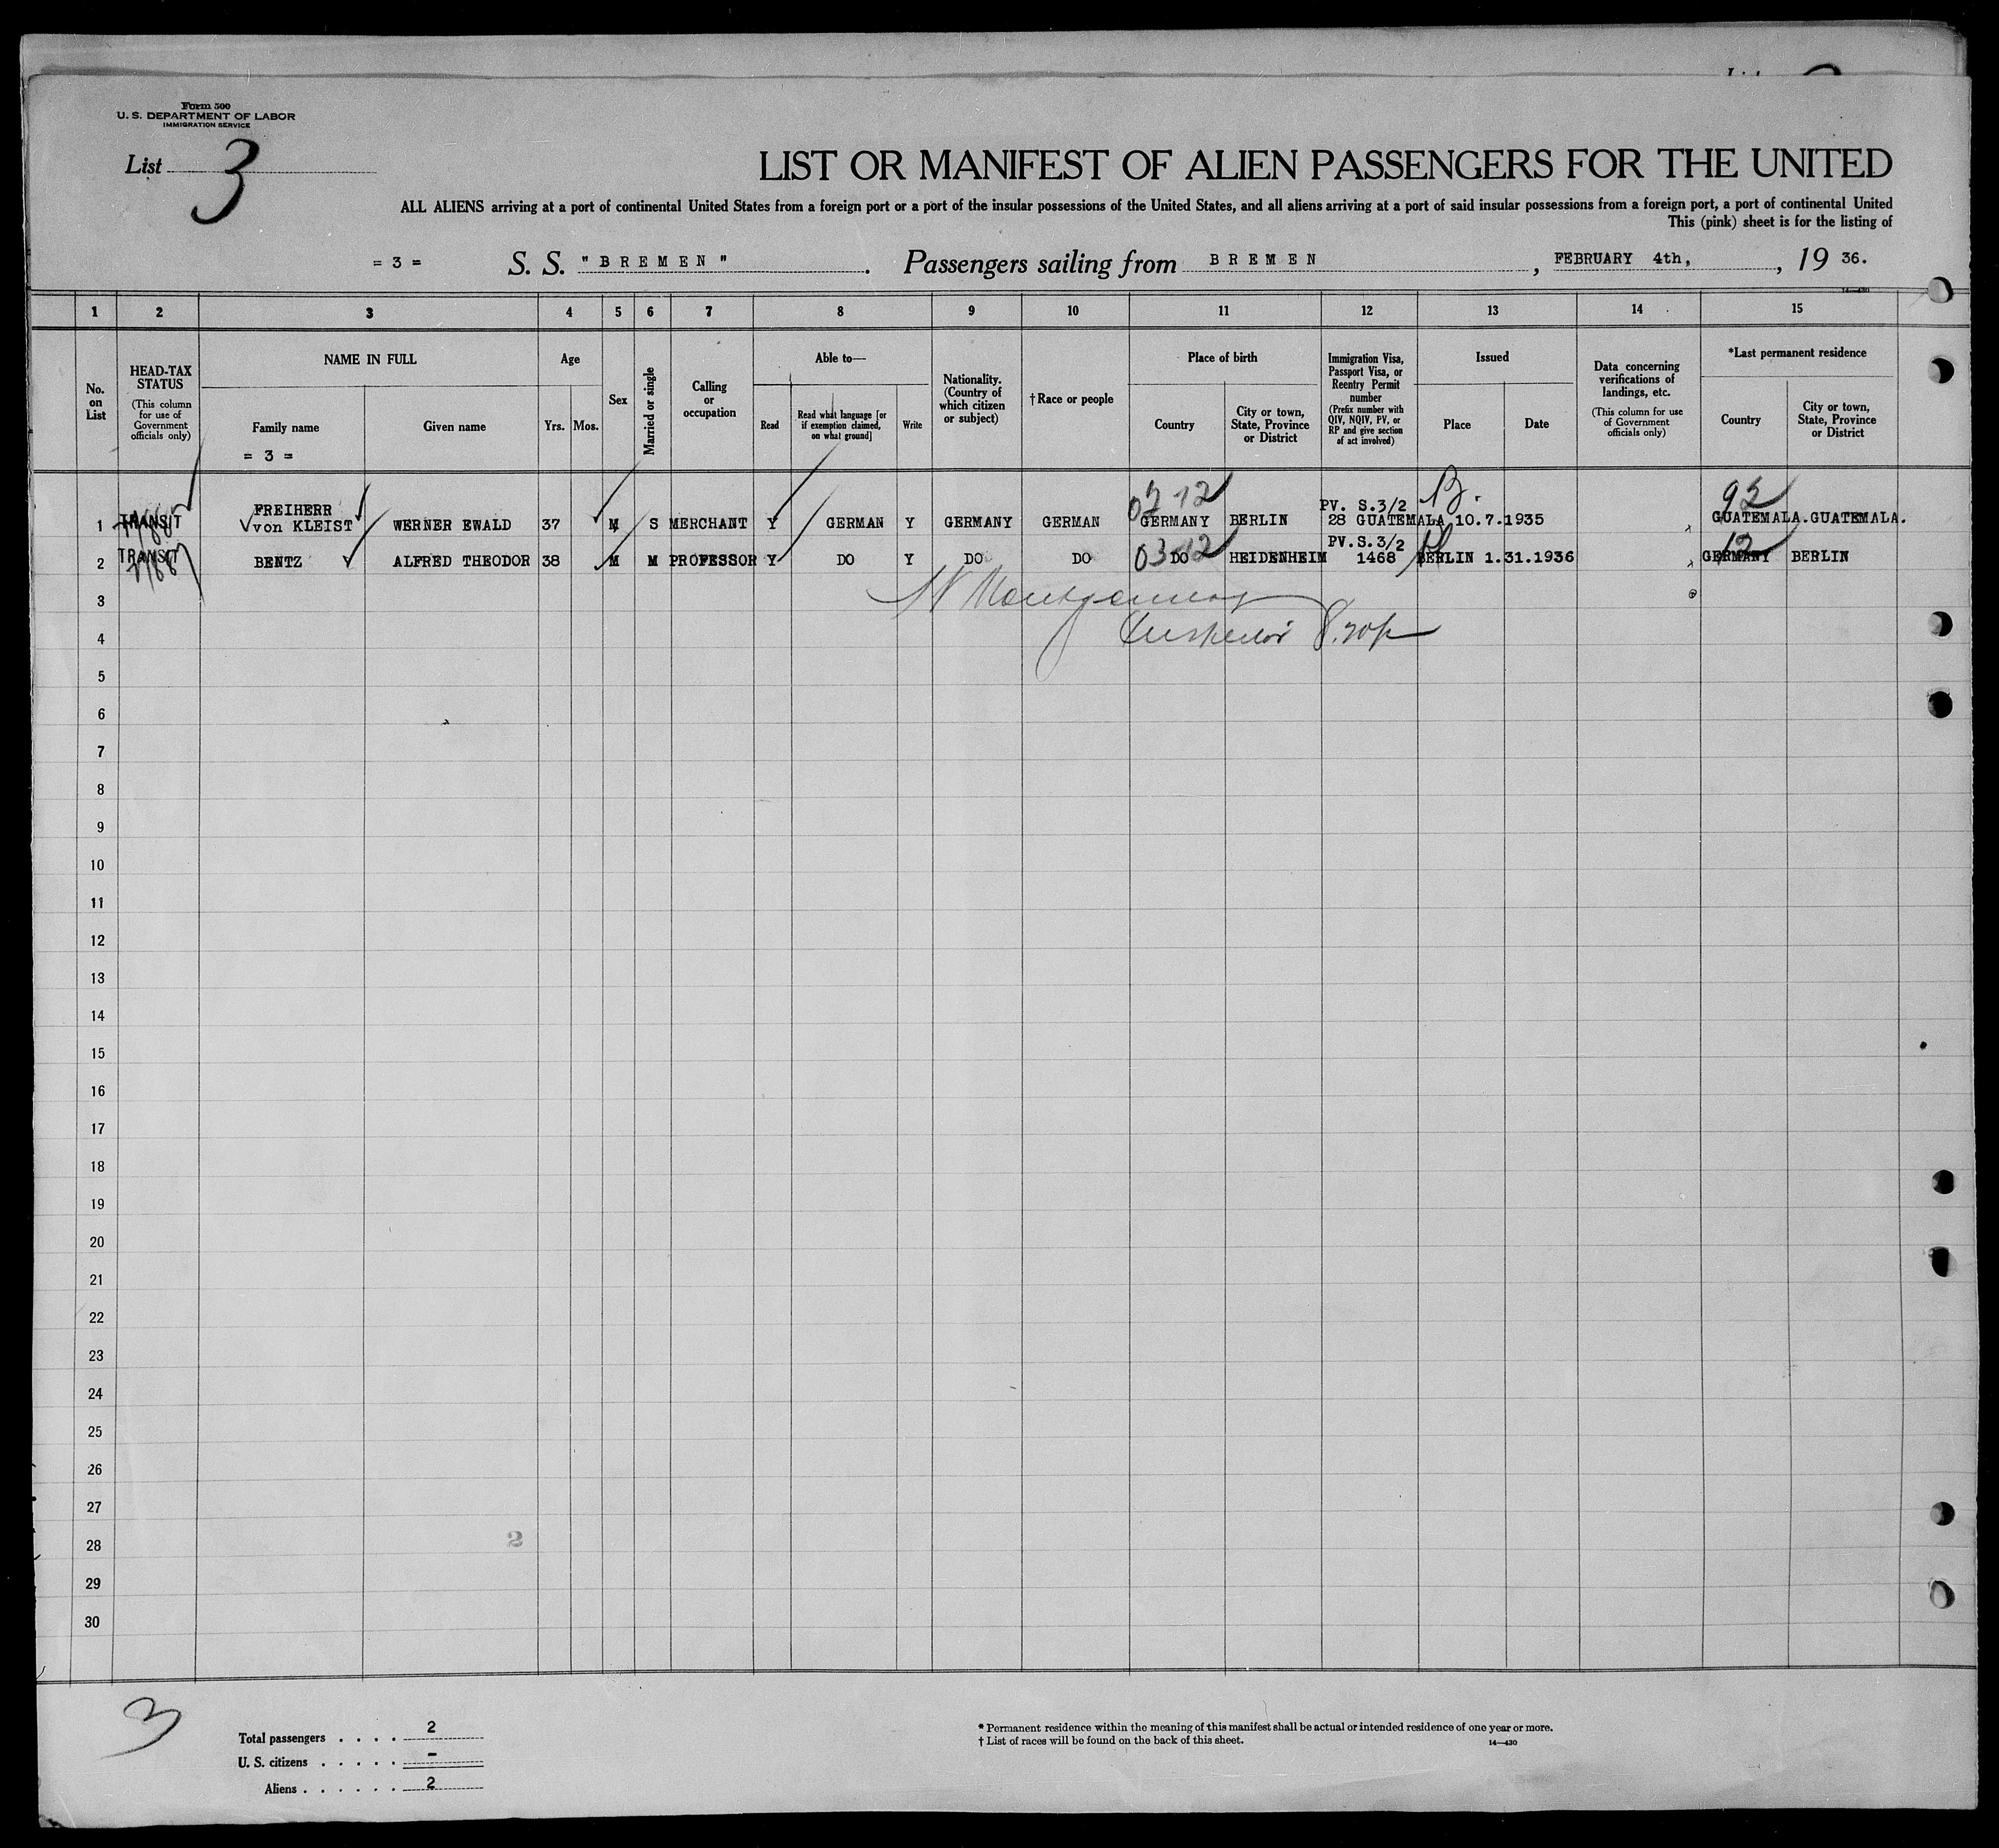 Form 500
U. S. DEPARTMENT OF LABOR
IMMIGRATION SERVICE
List 3
LIST OR MANIFEST OF ALIEN PASSENGERS FOR THE UNITED
ALL ALIENS arriving at a port of continental United States from a foreign port or a port of the insular possessions of the United States, and all aliens arriving at a port of said insular possessions from a foreign port, a port of continental United
This (pink) sheet is for the listing of
= 3 = S. S. "BREMEN". Passengers sailing from BREMEN, FEBRUARY 4th, , 19 36.
14—430
1 2 3 4 5 6 7 8 9 10 11 12 13 14 15
No. on List
HEAD-TAX STATUS
(This column for use of Government officials only)
NAME IN FULL
Family name
Given name
= 3 =
Age
Yrs.
Mos.
Sex
Married or single
Calling or occupation
Able to—
Read
Read what language [or if exemption claimed, on what ground]
Write
Nationality. (Country of which citizen or subject)
†Race or people
Place of birth
Country
City or town, State, Province or District
Immigration Visa, Passport Visa, or Reentry Permit number
(Prefix number with QIV, NQIV, PV, or RP and give section of act involved)
Issued
Place
Date
Data concerning verifications of landings, etc.
(This column for use of Government officials only)
*Last permanent residence
Country
City or town, State, Province or District
FREIHERR 02 12 PV. S.3/2 B. 92
1 TRANSIT von KLEIST WERNER EWALD 37 M S MERCHANT Y GERMAN Y GERMANY GERMAN GERMANY BERLIN 28 GUATEMALA 10.7.1935 GUATEMALA.GUATEMALA.
03 12 PV.S.3/2 12
2 TRANSIT BENTZ ALFRED THEODOR 38 M M PROFESSOR Y DO Y DO DO DO HEIDENHEIM 1468 BERLIN 1.31.1936 GERMANY BERLIN
3 Montgomery
4 Inspector
5
6
7
8
9
10
11
12
13
14
15
16
17
18
19
20
21
22
23
24
25
26
27
28
29
30
3
Total passengers . . . . 2
U. S. citizens . . . . . -
Aliens . . . . . . 2
* Permanent residence within the meaning of this manifest shall be actual or intended residence of one year or more.
† List of races will be found on the back of this sheet.
14—430